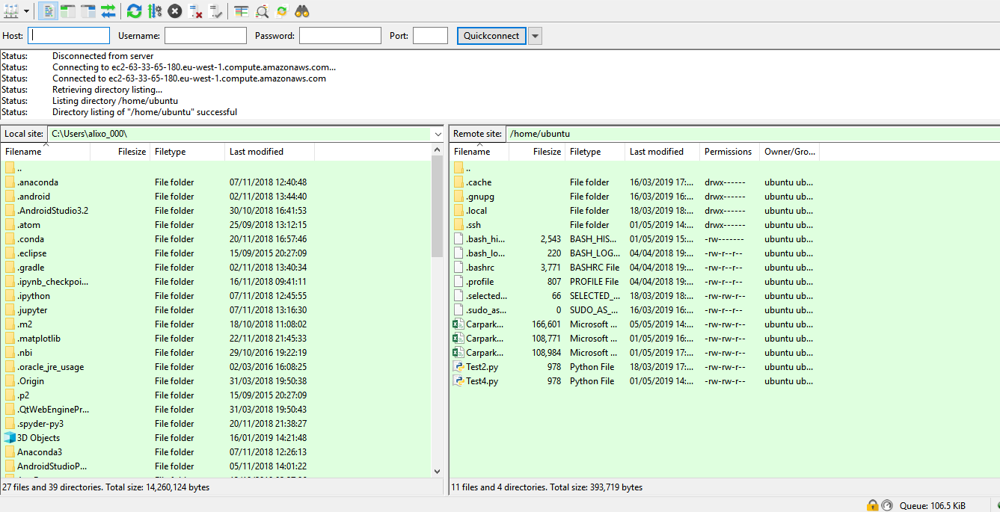 Host: Username: Password: Port: Quickconnect
Status: Disconnected from server
Status: Connecting to ec2-63-33-65-180.eu-west-1.compute.amazonaws.com...
Status: Connected to ec2-63-33-65-180.eu-west-1.compute.amazonaws.com
Status: Retrieving directory listing...
Status: Listing directory /home/ubuntu
Status: Directory listing of "/home/ubuntu" successful
Local site: C:\Users\alixo_000\
Filename Filesize Filetype Last modified
..
.anaconda File folder 07/11/2018 12:40:48
.android File folder 02/11/2018 13:44:40
.AndroidStudio3.2 File folder 30/10/2018 16:41:53
.atom File folder 25/09/2018 13:12:15
.conda File folder 20/11/2018 16:57:46
.eclipse File folder 15/09/2015 20:27:09
.gradle File folder 02/11/2018 13:40:34
.ipynb_checkpoi... File folder 16/11/2018 09:41:11
.ipython File folder 07/11/2018 12:45:55
.jupyter File folder 07/11/2018 13:16:30
.m2 File folder 18/10/2018 11:08:02
.matplotlib File folder 22/11/2018 21:45:33
.nbi File folder 29/10/2016 19:22:19
.oracle_jre_usage File folder 02/03/2016 16:08:25
.Origin File folder 31/03/2018 19:50:38
.p2 File folder 15/09/2015 20:27:09
.QtWebEnginePr... File folder 31/03/2018 19:50:43
.spyder-py3 File folder 20/11/2018 21:38:27
3D Objects File folder 16/01/2019 14:21:48
Anaconda3 File folder 07/11/2018 12:26:13
AndroidStudioP... File folder 05/11/2018 14:01:22
27 files and 39 directories. Total size: 14,260,124 bytes
Remote site: /home/ubuntu
Filename Filesize Filetype Last modified Permissions Owner/Gro...
..
.cache File folder 16/03/2019 17:... drwx------ ubuntu ub...
.gnupg File folder 16/03/2019 16:... drwx------ ubuntu ub...
.local File folder 18/03/2019 18:... drwx------ ubuntu ub...
.ssh File folder 01/05/2019 14:... drwx------ ubuntu ub...
.bash_hi... 2,543 BASH_HIS... 01/05/2019 15:... -rw------- ubuntu ub...
.bash_lo... 220 BASH_LOG... 04/04/2018 19:... -rw-r--r-- ubuntu ub...
.bashrc 3,771 BASHRC File 04/04/2018 19:... -rw-r--r-- ubuntu ub...
.profile 807 PROFILE File 04/04/2018 19:... -rw-r--r-- ubuntu ub...
.selected... 66 SELECTED_... 18/03/2019 18:... -rw-rw-r-- ubuntu ub...
.sudo_as... 0 SUDO_AS_... 16/03/2019 16:... -rw-r--r-- ubuntu ub...
Carpark... 166,601 Microsoft ... 05/05/2019 14:... -rw-rw-r-- ubuntu ub...
Carpark... 108,771 Microsoft ... 01/05/2019 16:... -rw-rw-r-- ubuntu ub...
Carpark... 108,984 Microsoft ... 01/05/2019 17:... -rw-rw-r-- ubuntu ub...
Test2.py 978 Python File 18/03/2019 17:... -rw-rw-r-- ubuntu ub...
Test4.py 978 Python File 01/05/2019 14:... -rw-rw-r-- ubuntu ub...
11 files and 4 directories. Total size: 393,719 bytes
Queue: 106.5 KiB